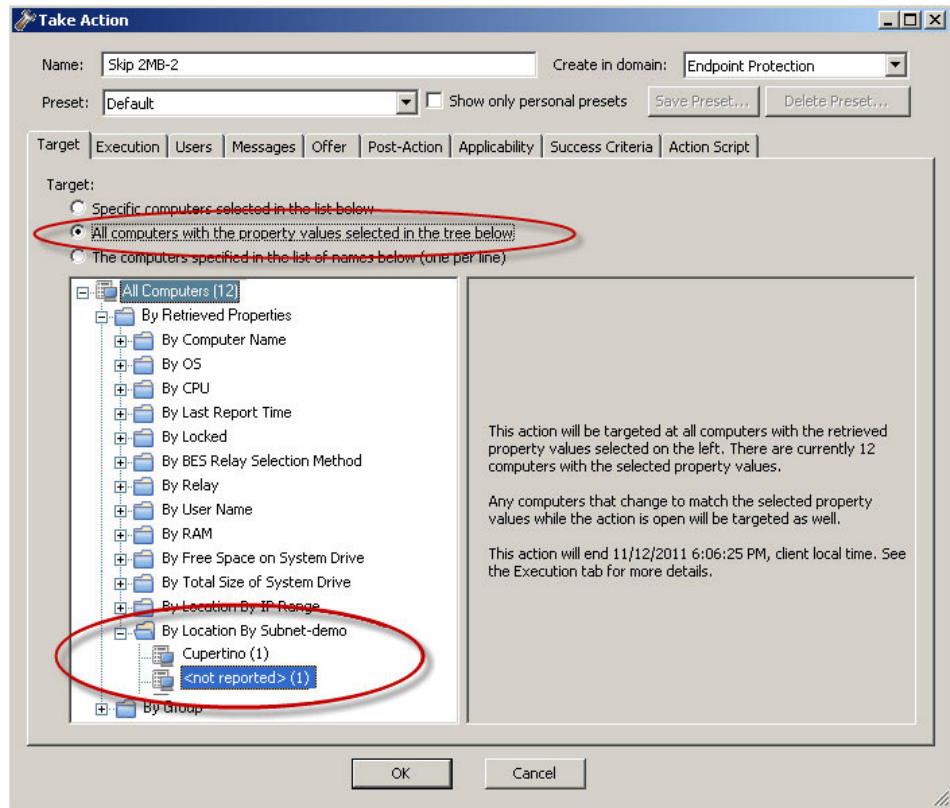 Take Action
Name: Skip 2MB-2 Create in domain: Endpoint Protection
Preset: Default Show only personal presets Save Preset... Delete Preset...
Target Execution Users Messages Offer Post-Action Applicability Success Criteria Action Script
Target:
Specific computers selected in the list below
All computers with the property values selected in the tree below
The computers specified in the list of names below (one per line)
All Computers (12)
By Retrieved Properties
By Computer Name
By OS
By CPU
By Last Report Time
By Locked
By BES Relay Selection Method
By Relay
By User Name
By RAM
By Free Space on System Drive
By Total Size of System Drive
By Location By IP Range
By Location By Subnet-demo
Cupertino (1)
<not reported> (1)
By Group
This action will be targeted at all computers with the retrieved
property values selected on the left. There are currently 12
computers with the selected property values.
Any computers that change to match the selected property
values while the action is open will be targeted as well.
This action will end 11/12/2011 6:06:25 PM, client local time. See
the Execution tab for more details.
OK Cancel